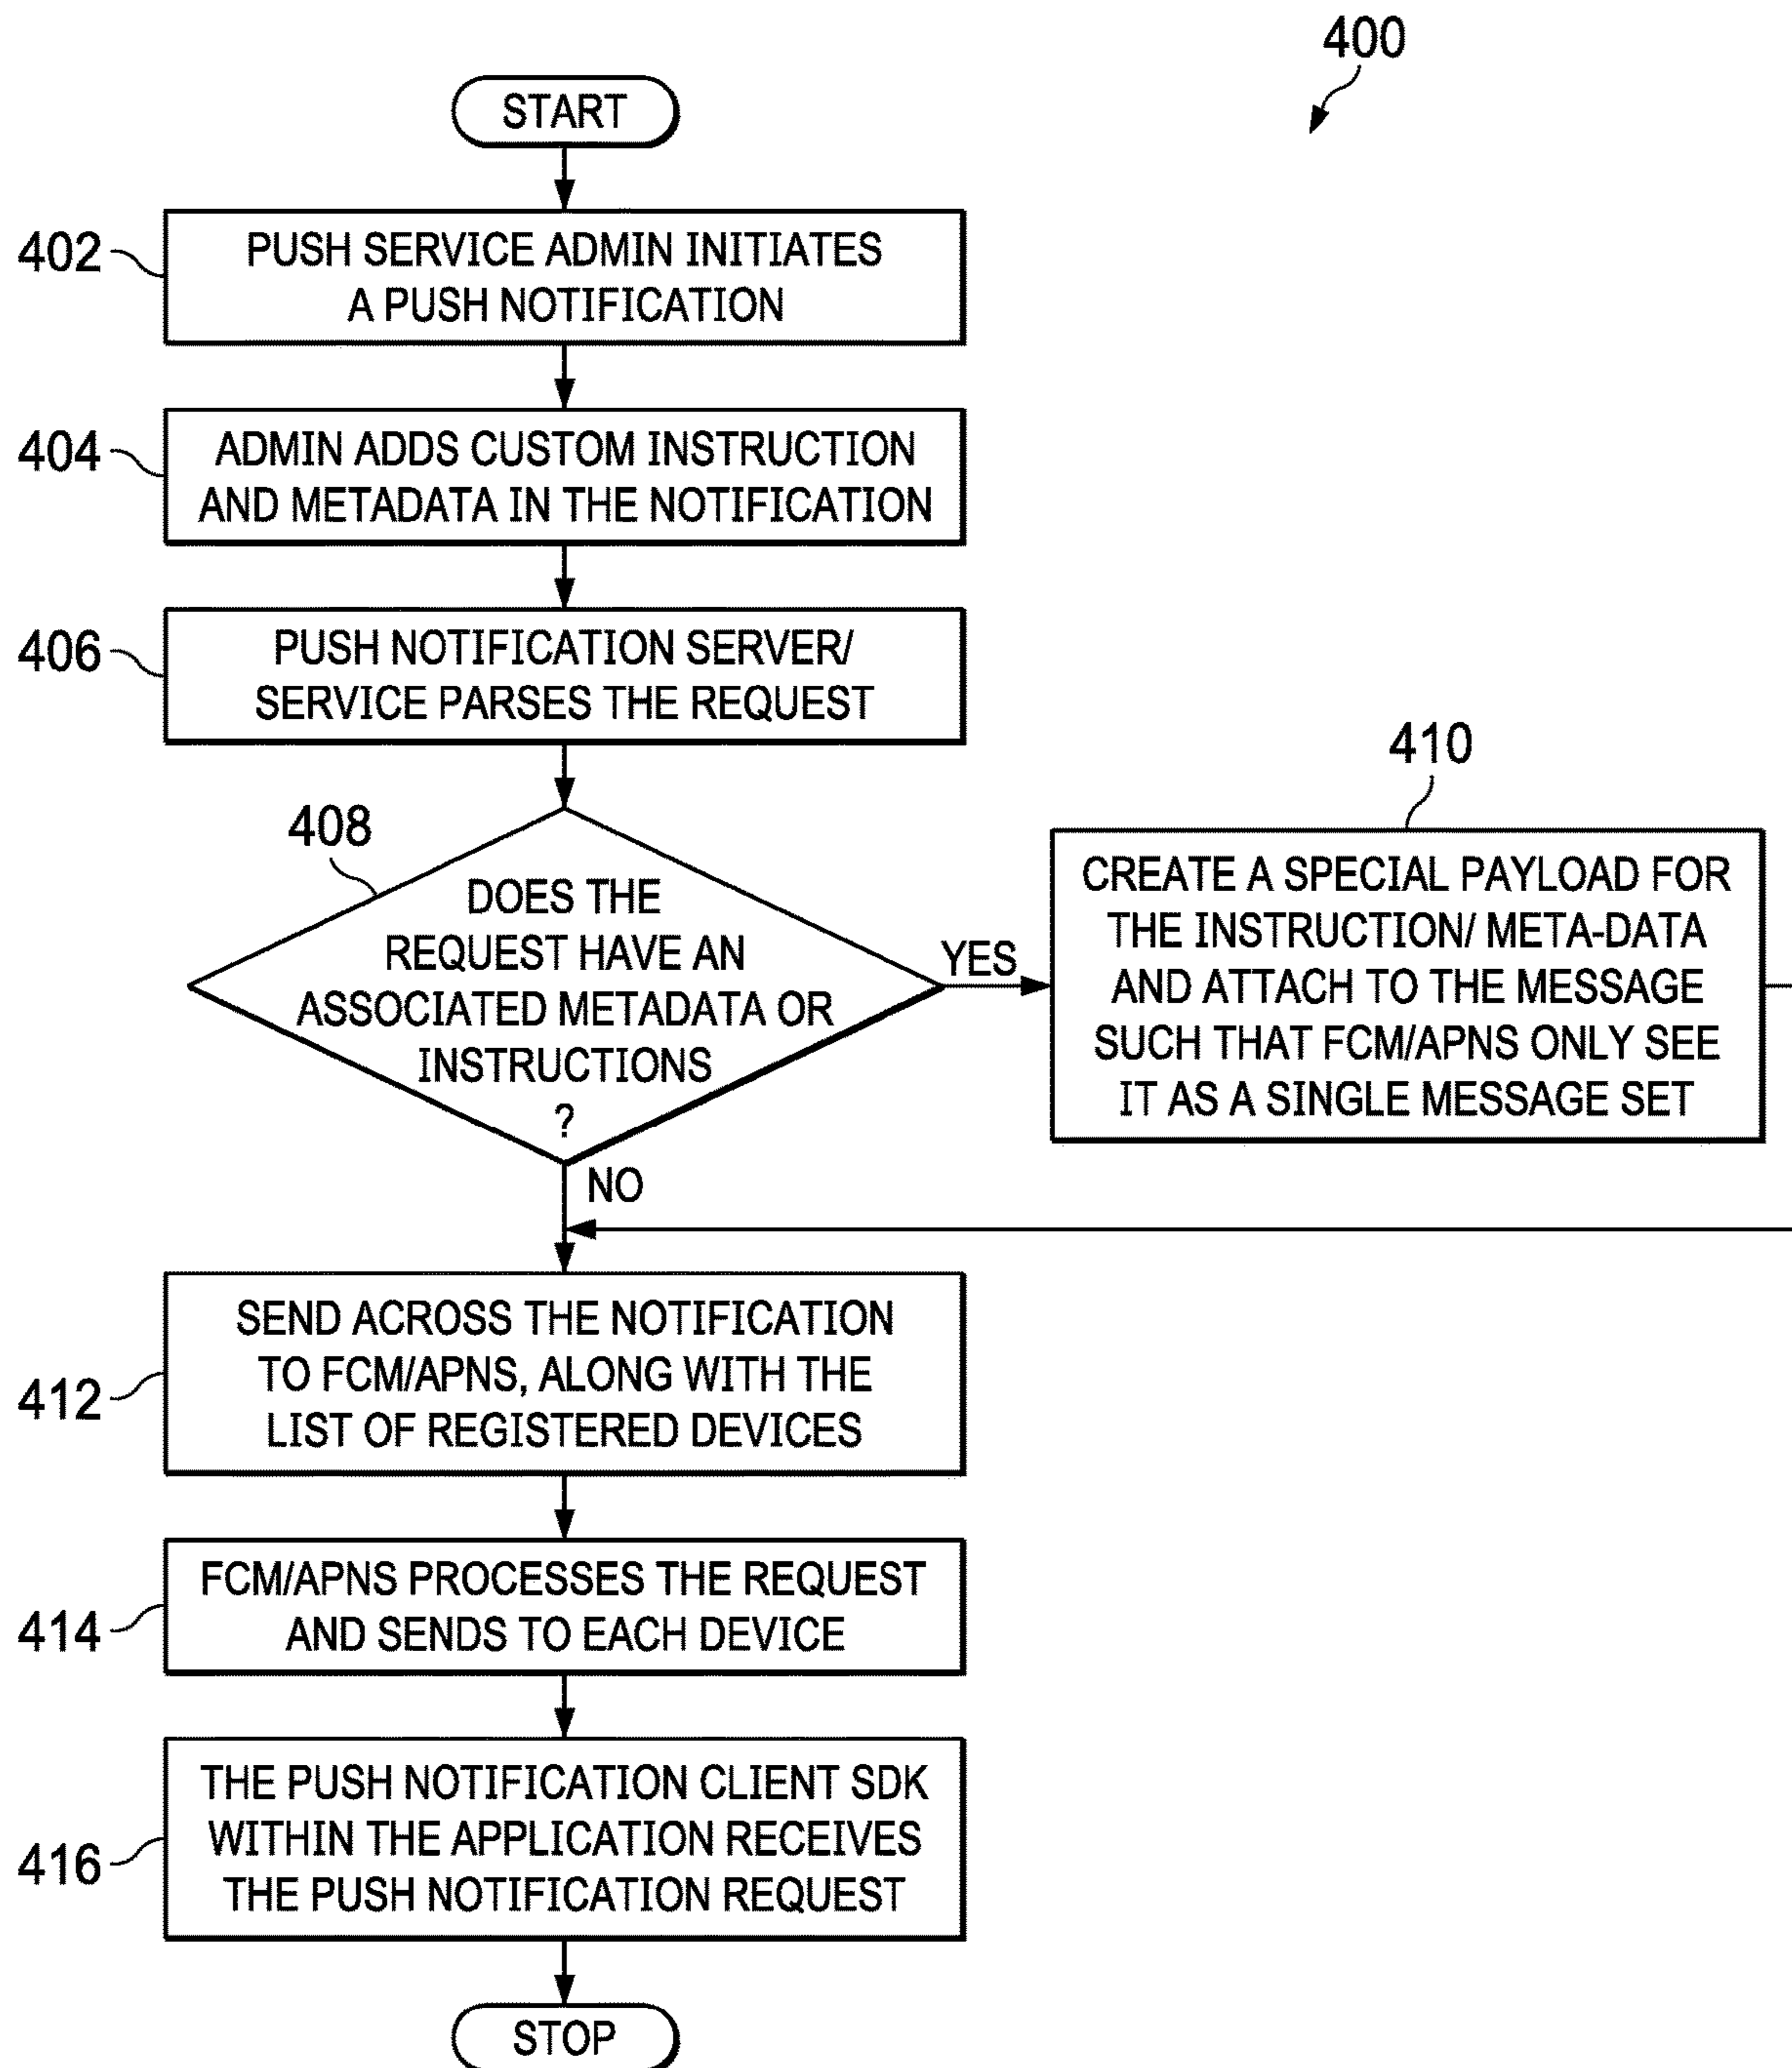 400
START
402
PUSH SERVICE ADMIN INITIATES
A PUSH NOTIFICATION
404
ADMIN ADDS CUSTOM INSTRUCTION
AND METADATA IN THE NOTIFICATION
406
PUSH NOTIFICATION SERVER/
SERVICE PARSES THE REQUEST
408
DOES THE
REQUEST HAVE AN
ASSOCIATED METADATA OR
INSTRUCTIONS
?
YES
410
CREATE A SPECIAL PAYLOAD FOR
THE INSTRUCTION/ META-DATA
AND ATTACH TO THE MESSAGE
SUCH THAT FCM/APNS ONLY SEE
IT AS A SINGLE MESSAGE SET
NO
412
SEND ACROSS THE NOTIFICATION
TO FCM/APNS, ALONG WITH THE
LIST OF REGISTERED DEVICES
414
FCM/APNS PROCESSES THE REQUEST
AND SENDS TO EACH DEVICE
416
THE PUSH NOTIFICATION CLIENT SDK
WITHIN THE APPLICATION RECEIVES
THE PUSH NOTIFICATION REQUEST
STOP